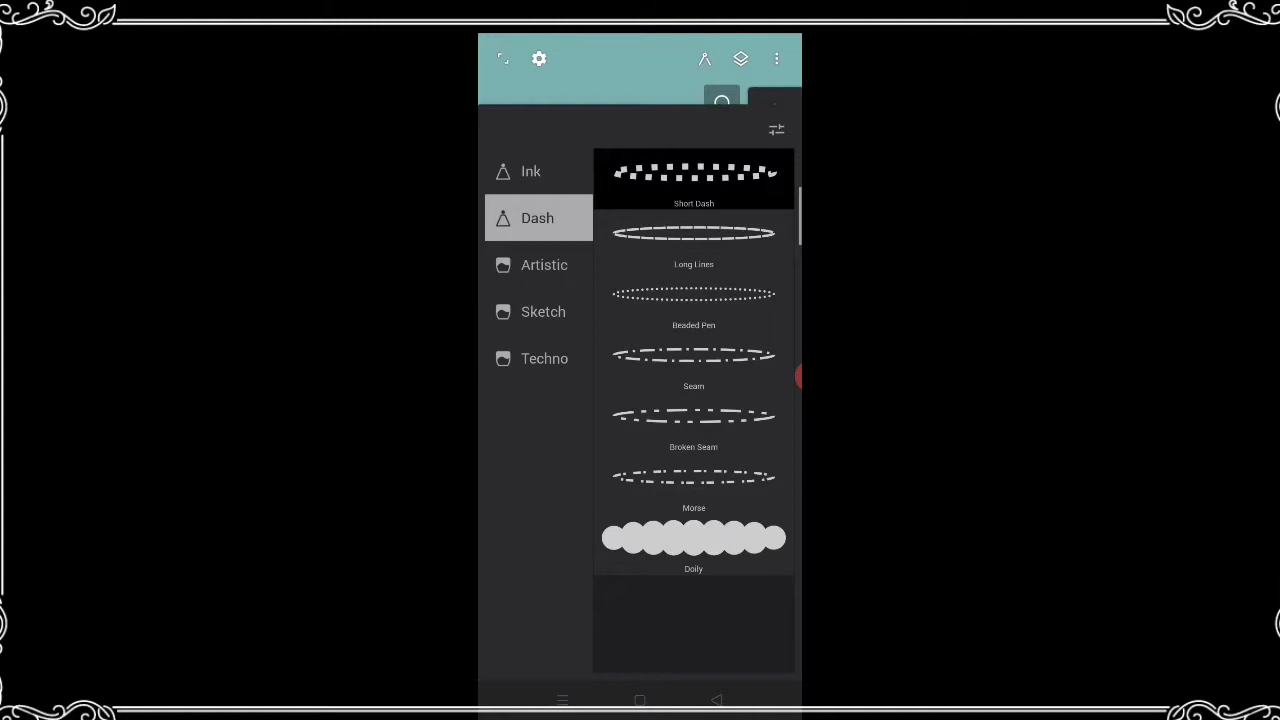 Ink
Dash
Artistic
Sketch
Techno
Short Dash
Long Lines
Beaded Pen
Seam
Broken Seam
Morse
Doily